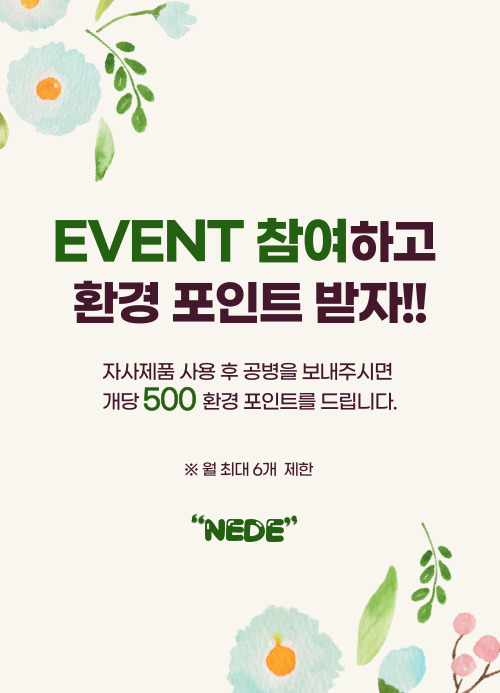 EVENT 참여하고
환경 포인트 받자!!
자사제품 사용 후 공병을 보내주시면
개당 500 환경 포인트를 드립니다.
※ 월 최대 6개 제한
“NEDE”